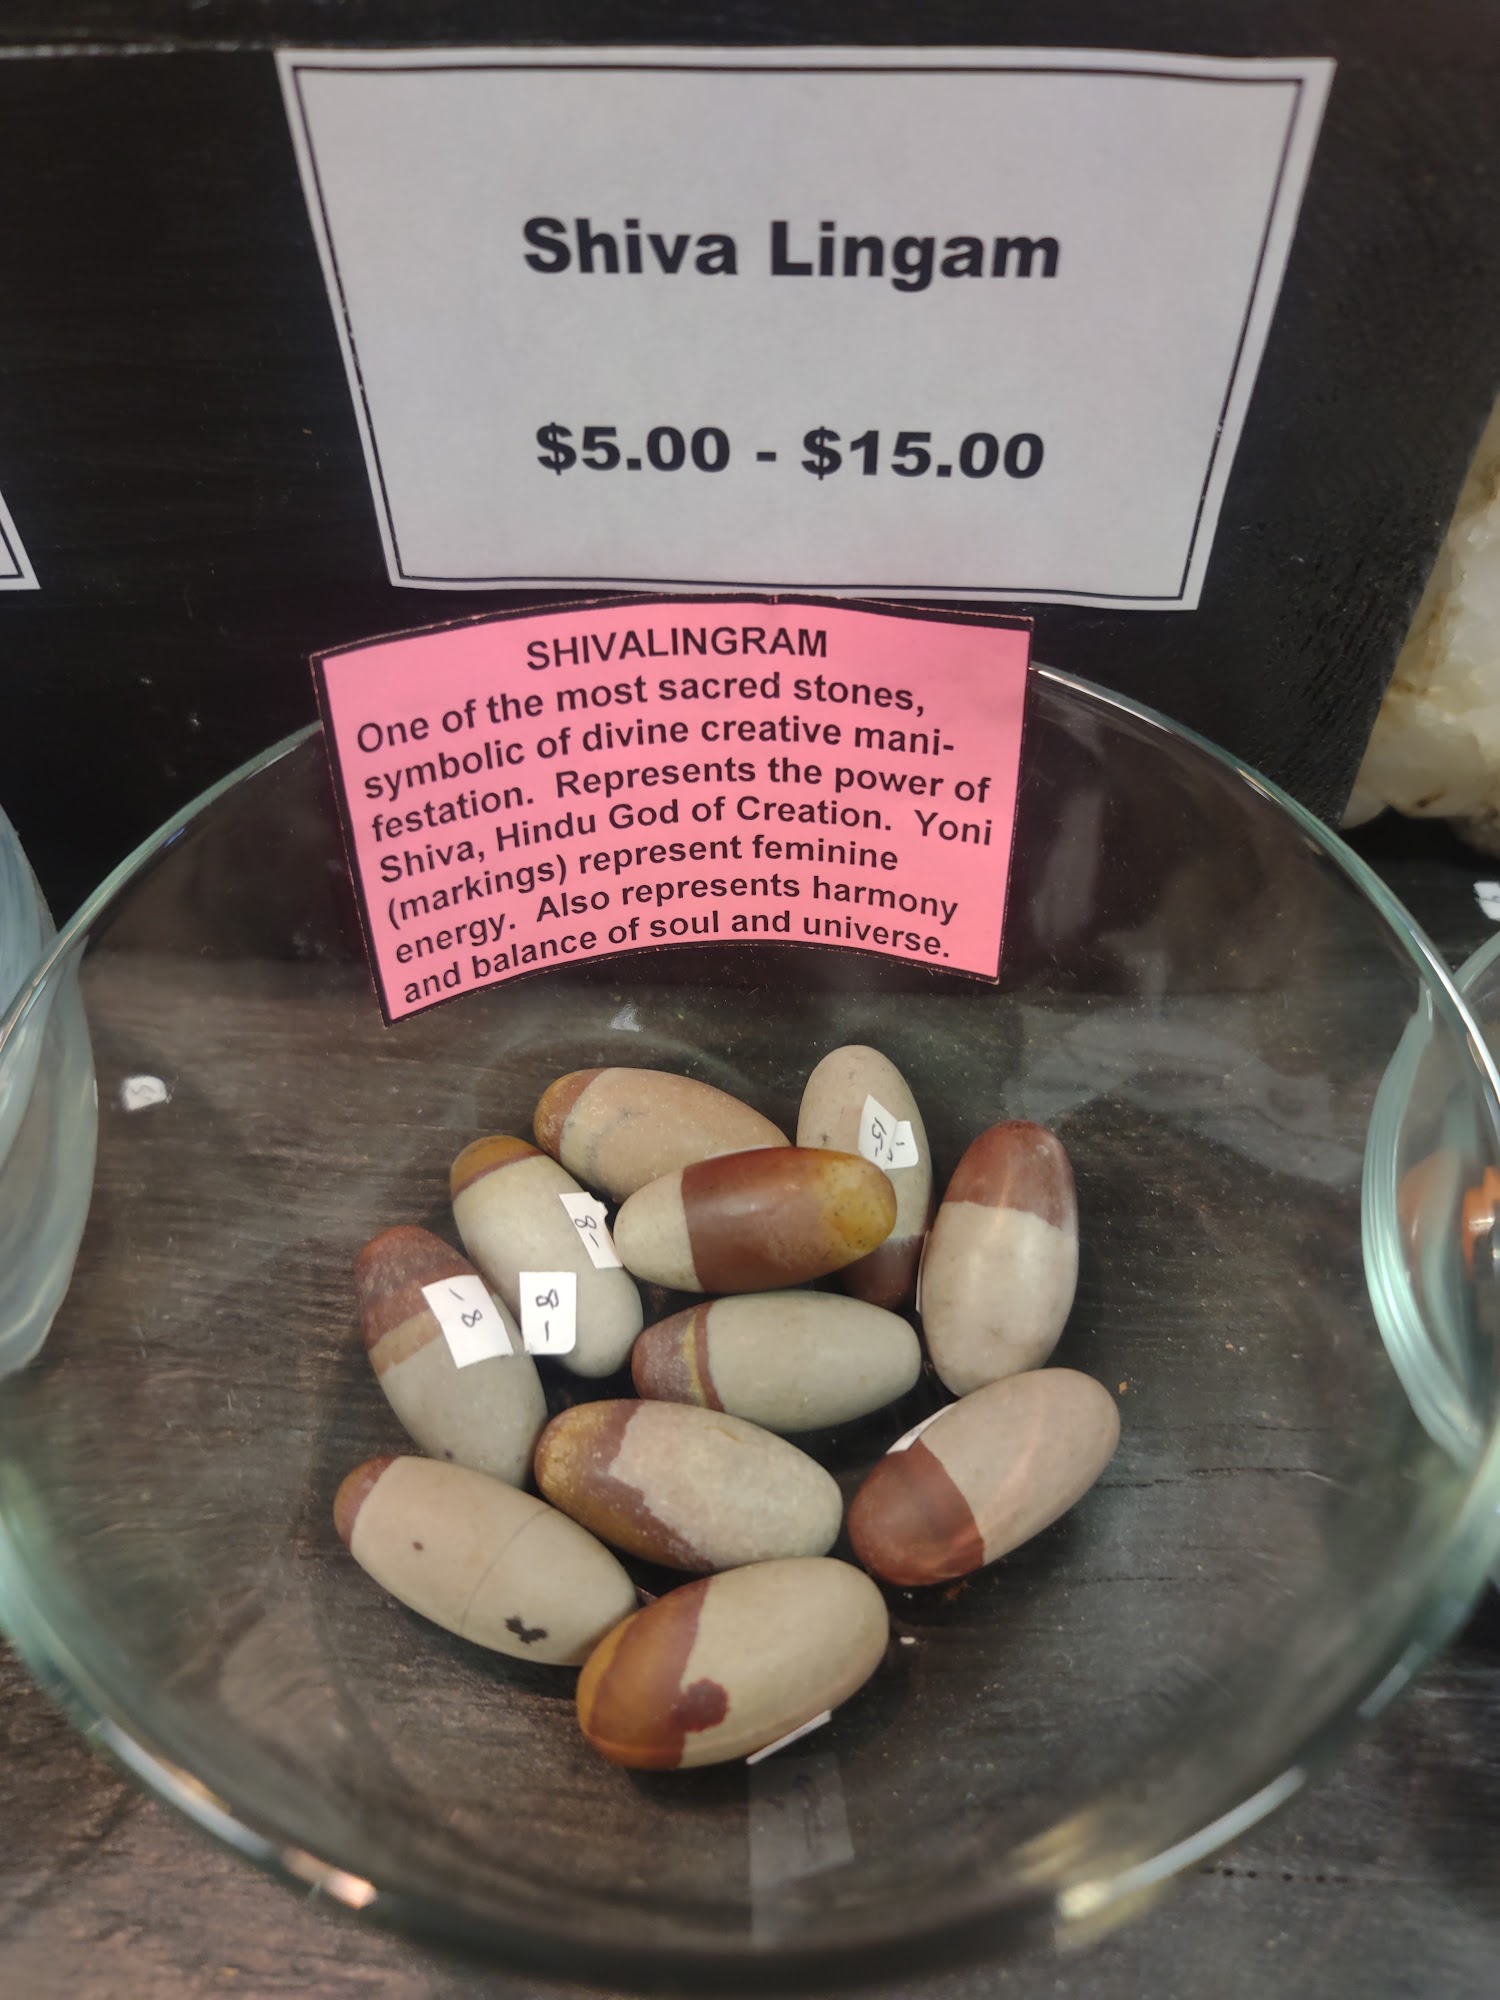 Shiva Lingam
$5.00 - $15.00
SHIVALINGRAM
One of the most sacred stones,
symbolic of divine creative mani-
festation. Represents the power of
Shiva, Hindu God of Creation. Yoni
(markings) represent feminine
energy. Also represents harmony
and balance of soul and universe.
15-
8-
8-
8-